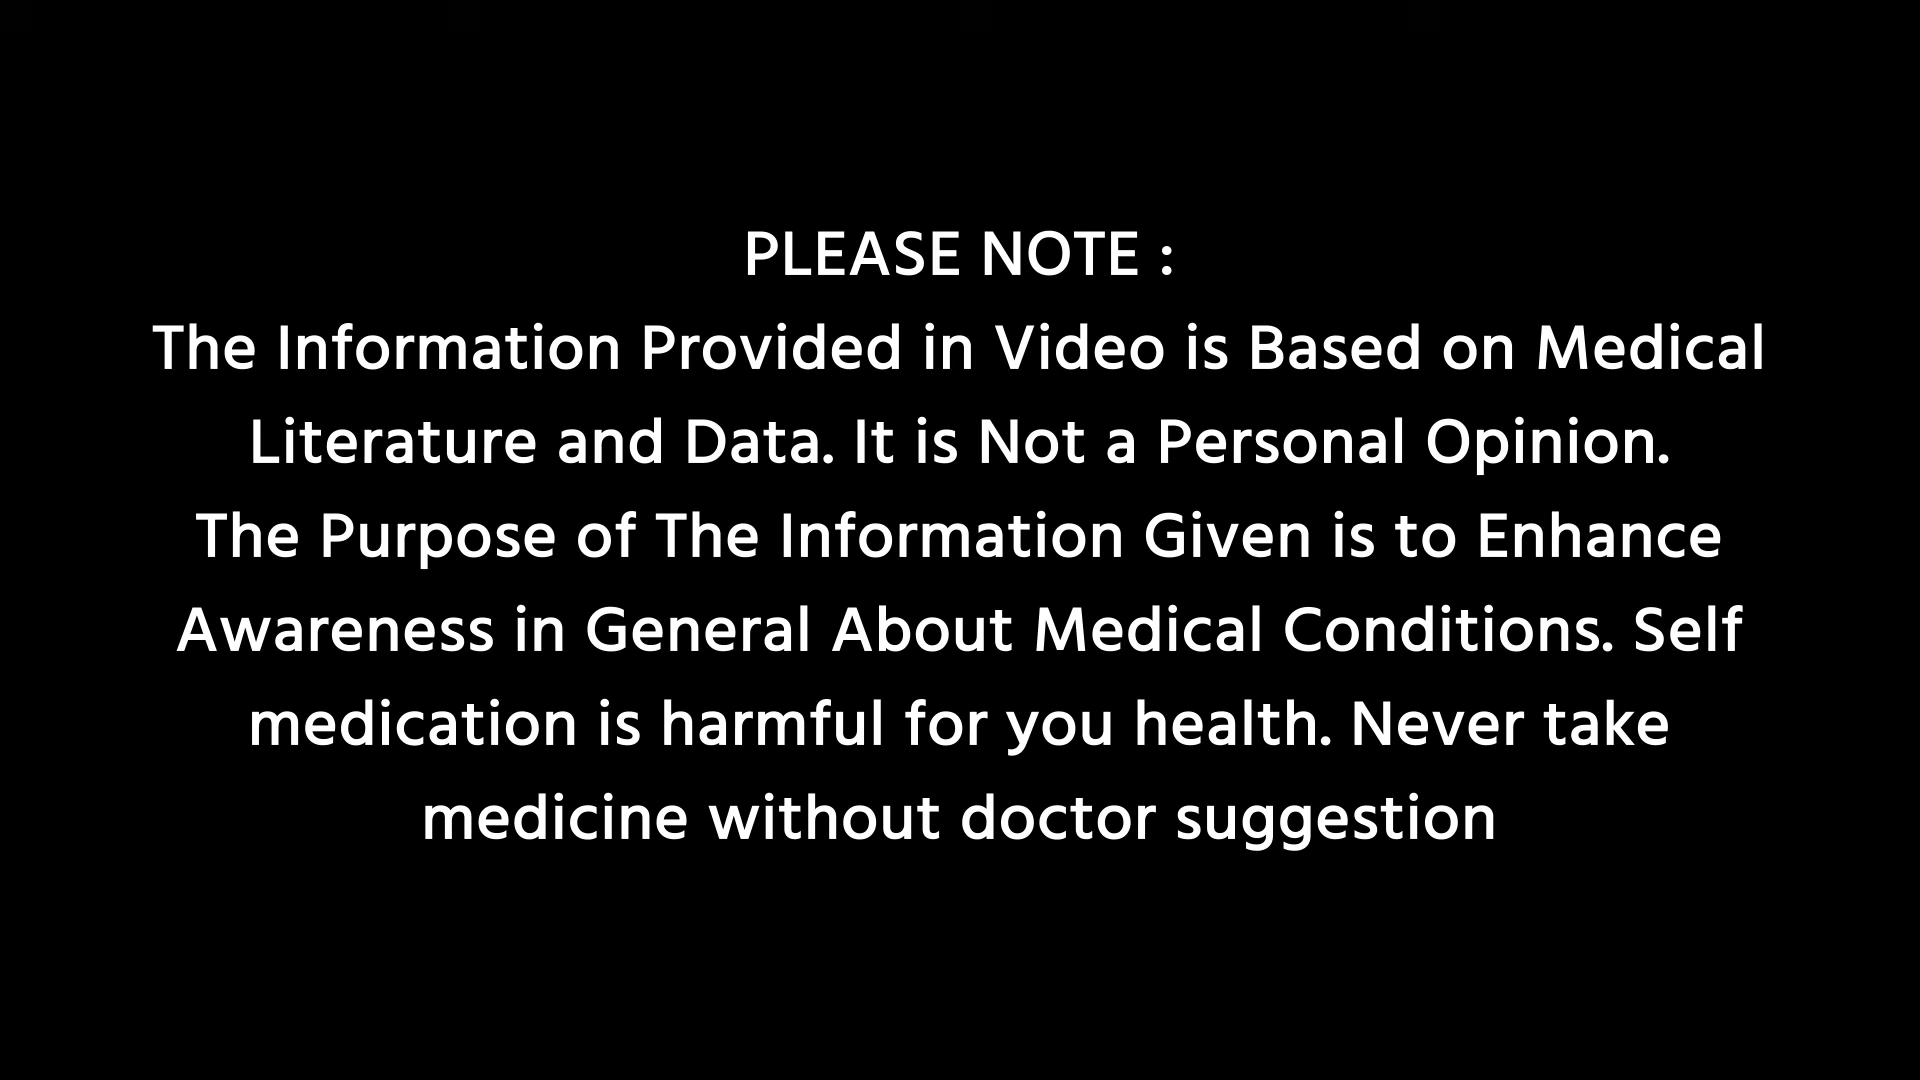 PLEASE NOTE :
The Information Provided in Video is Based on Medical
Literature and Data. It is Not a Personal Opinion.
The Purpose of The Information Given is to Enhance
Awareness in General About Medical Conditions. Self
medication is harmful for you health. Never take
medicine without doctor suggestion